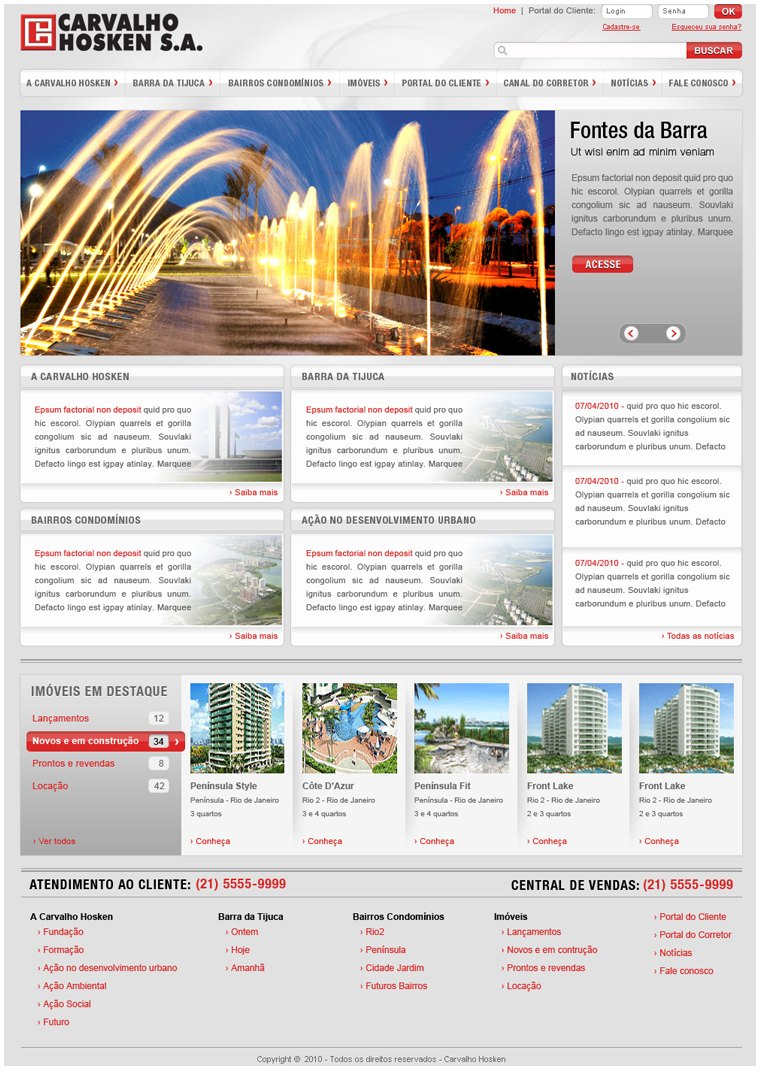 CARVALHO
HOSKEN S.A.
Home | Portal do Cliente: Login Senha OK
Cadastre-se Esqueceu sua senha?
BUSCAR
A CARVALHO HOSKEN › BARRA DA TIJUCA › BAIRROS CONDOMÍNIOS › IMÓVEIS › PORTAL DO CLIENTE › CANAL DO CORRETOR › NOTÍCIAS › FALE CONOSCO ›
Fontes da Barra
Ut wisi enim ad minim veniam
Epsum factorial non deposit quid pro quo
hic escorol. Olypian quarrels et gorilla
congolium sic ad nauseum. Souvlaki
ignitus carborundum e pluribus unum.
Defacto lingo est igpay atinlay. Marquee
ACESSE
A CARVALHO HOSKEN
Epsum factorial non deposit quid pro quo
hic escorol. Olypian quarrels et gorilla
congolium sic ad nauseum. Souvlaki
ignitus carborundum e pluribus unum.
Defacto lingo est igpay atinlay. Marquee
› Saiba mais
BARRA DA TIJUCA
Epsum factorial non deposit quid pro quo
hic escorol. Olypian quarrels et gorilla
congolium sic ad nauseum. Souvlaki
ignitus carborundum e pluribus unum.
Defacto lingo est igpay atinlay. Marquee
› Saiba mais
NOTÍCIAS
07/04/2010 - quid pro quo hic escorol.
Olypian quarrels et gorilla congolium sic
ad nauseum. Souvlaki ignitus
carborundum e pluribus unum. Defacto
07/04/2010 - quid pro quo hic escorol.
Olypian quarrels et gorilla congolium sic
ad nauseum. Souvlaki ignitus
carborundum e pluribus unum. Defacto
07/04/2010 - quid pro quo hic escorol.
Olypian quarrels et gorilla congolium sic
ad nauseum. Souvlaki ignitus
carborundum e pluribus unum. Defacto
› Todas as notícias
BAIRROS CONDOMÍNIOS
Epsum factorial non deposit quid pro quo
hic escorol. Olypian quarrels et gorilla
congolium sic ad nauseum. Souvlaki
ignitus carborundum e pluribus unum.
Defacto lingo est igpay atinlay. Marquee
› Saiba mais
AÇÃO NO DESENVOLVIMENTO URBANO
Epsum factorial non deposit quid pro quo
hic escorol. Olypian quarrels et gorilla
congolium sic ad nauseum. Souvlaki
ignitus carborundum e pluribus unum.
Defacto lingo est igpay atinlay. Marquee
› Saiba mais
IMÓVEIS EM DESTAQUE
Lançamentos 12
Novos e em construção 34 ›
Prontos e revendas 8
Locação 42
› Ver todos
Península Style
Península - Rio de Janeiro
3 quartos
› Conheça
Côte D'Azur
Rio 2 - Rio de Janeiro
3 e 4 quartos
› Conheça
Península Fit
Península - Rio de Janeiro
3 e 4 quartos
› Conheça
Front Lake
Rio 2 - Rio de Janeiro
2 e 3 quartos
› Conheça
Front Lake
Rio 2 - Rio de Janeiro
2 e 3 quartos
› Conheça
ATENDIMENTO AO CLIENTE: (21) 5555-9999
CENTRAL DE VENDAS: (21) 5555-9999
A Carvalho Hosken
› Fundação
› Formação
› Ação no desenvolvimento urbano
› Ação Ambiental
› Ação Social
› Futuro
Barra da Tijuca
› Ontem
› Hoje
› Amanhã
Bairros Condomínios
› Rio2
› Península
› Cidade Jardim
› Futuros Bairros
Imóveis
› Lançamentos
› Novos e em contrução
› Prontos e revendas
› Locação
› Portal do Cliente
› Portal do Corretor
› Notícias
› Fale conosco
Copyright © 2010 - Todos os direitos reservados - Carvalho Hosken